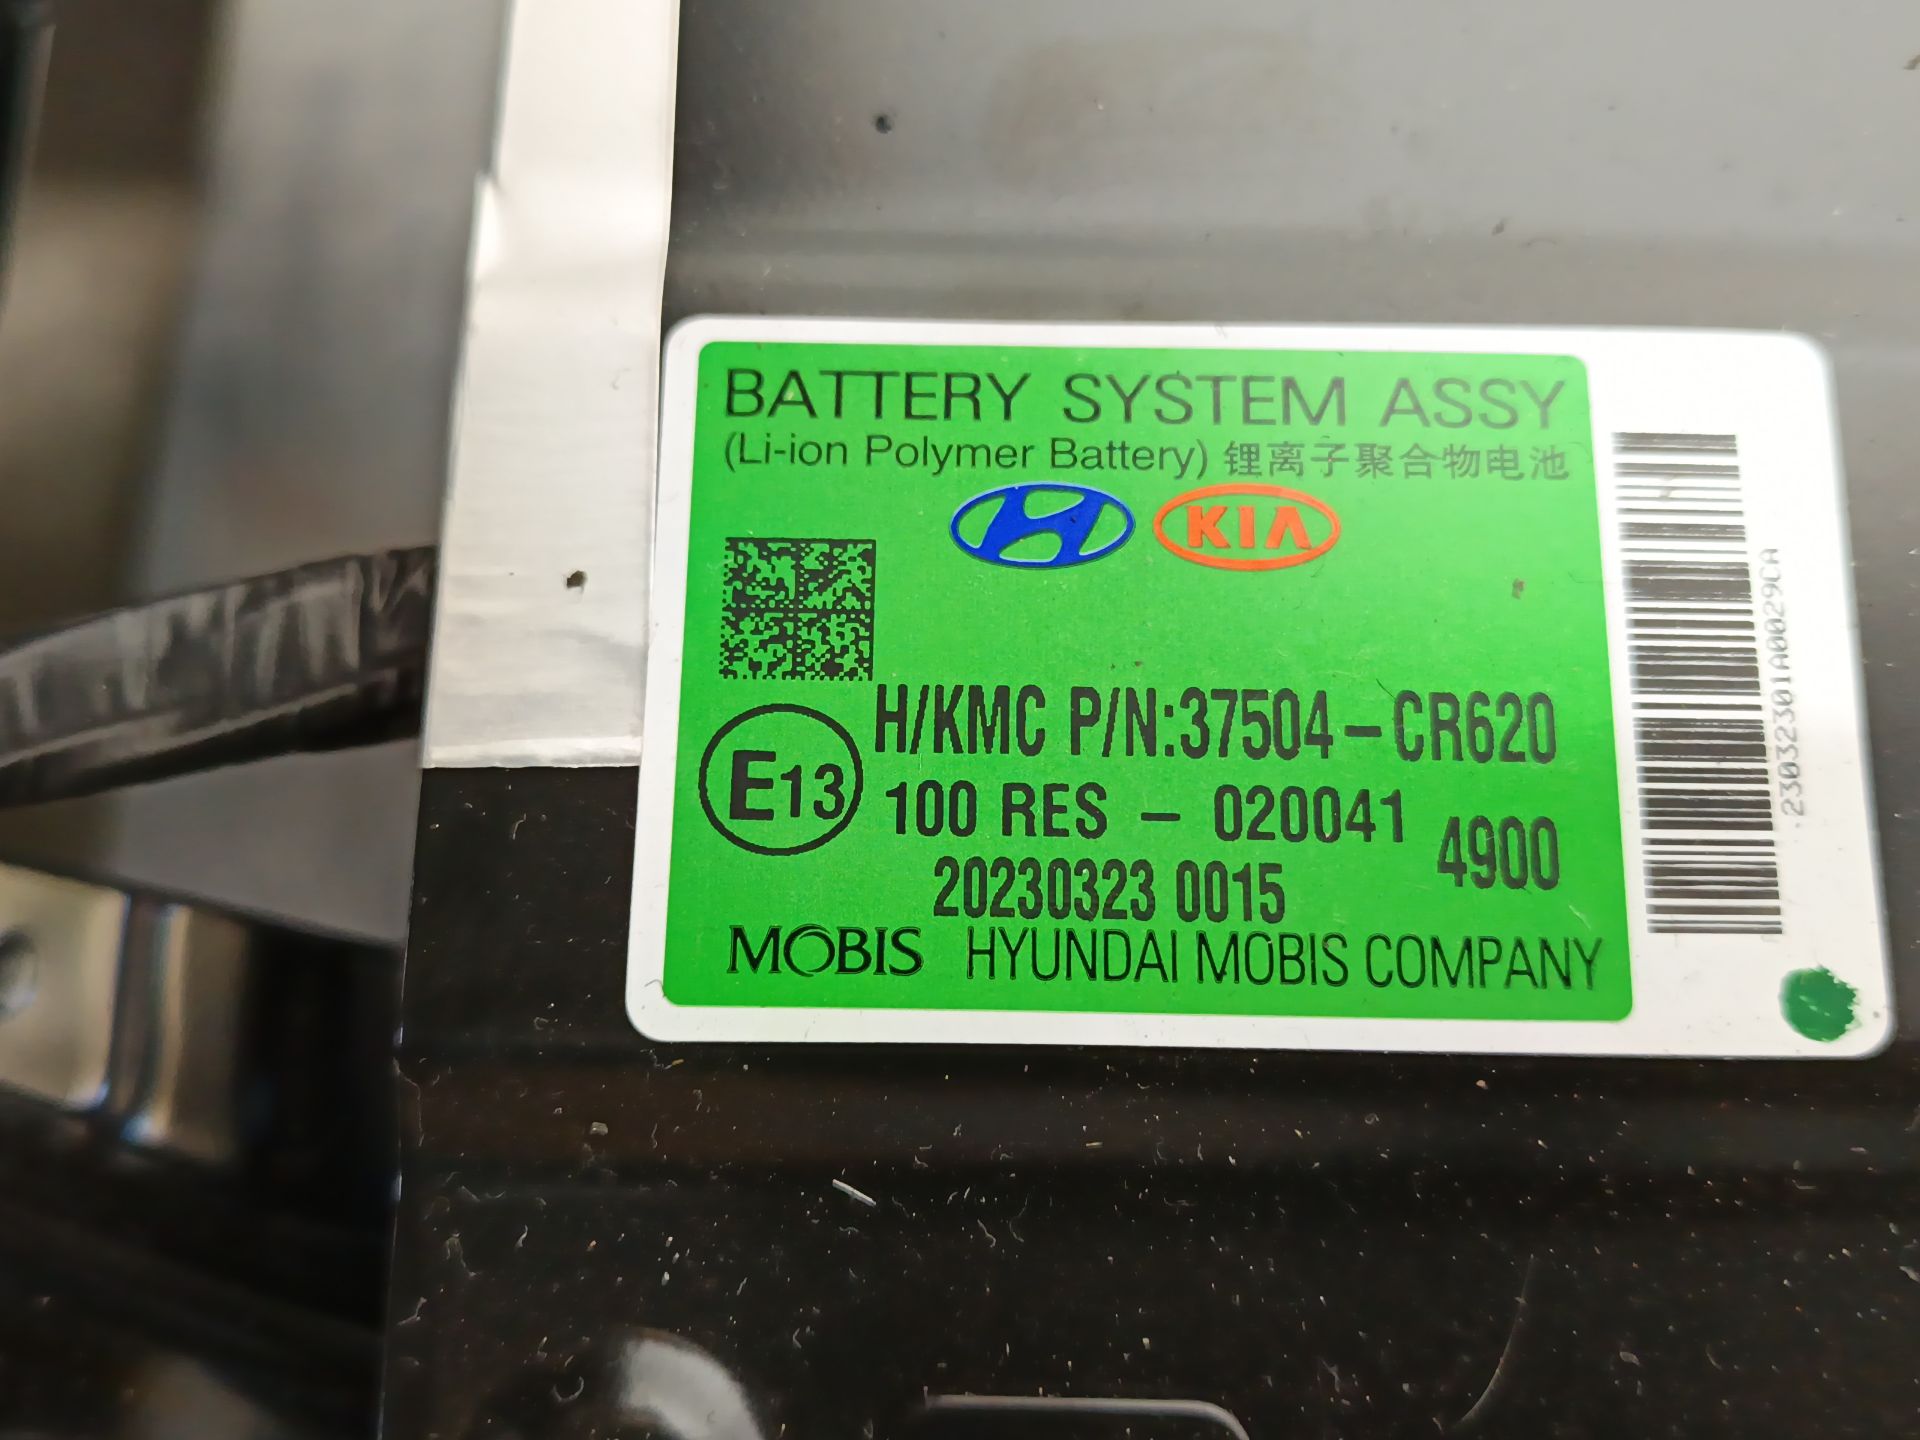 BATTERY SYSTEM ASSY
(Li-ion Polymer Battery) 锂离子聚合物电池
KIA
H/KMC P/N:37504-CR620
E13
100 RES - 020041
4900
20230323 0015
MOBIS HYUNDAI MOBIS COMPANY
.2303232301A0029CA